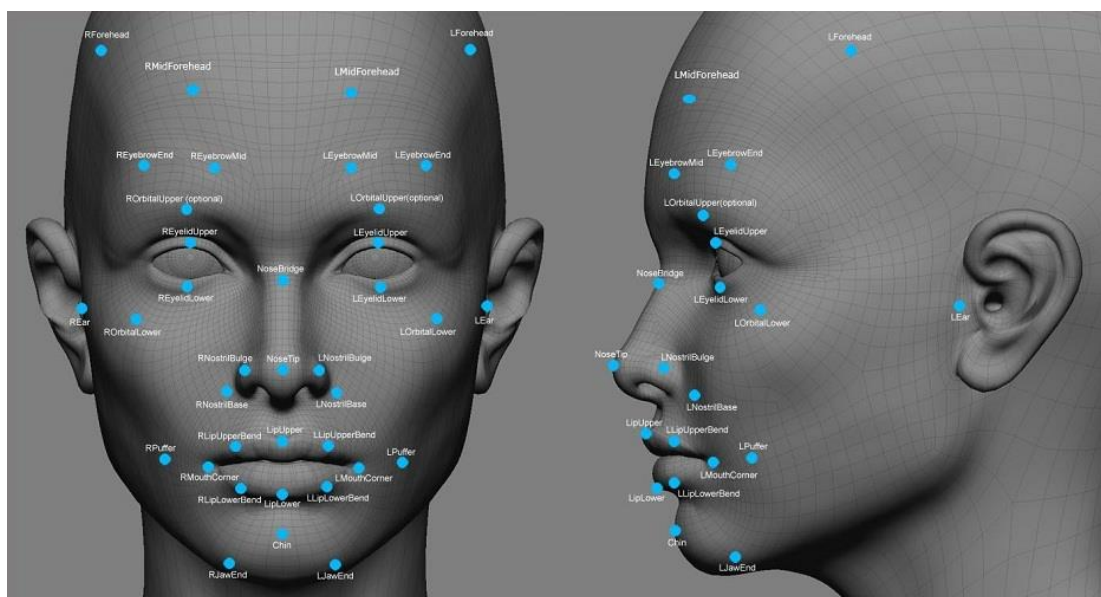 RForehead
LForehead
RMidForehead
LMidForehead
REyebrowEnd
REyebrowMid
LEyebrowMid
LEyebrowEnd
ROrbitalUpper (optional)
LOrbitalUpper(optional)
REyelidUpper
LEyelidUpper
NoseBridge
REyelidLower
LEyelidLower
REar
LEar
ROrbitalLower
LOrbitalLower
RNostrilBulge
NoseTip
LNostrilBulge
RNostrilBase
LNostrilBase
LipUpper
RLipUpperBend
LLipUpperBend
RPuffer
LPuffer
RMouthCorner
LMouthCorner
RLipLowerBend
LipLower
LLipLowerBend
Chin
RJawEnd
LJawEnd
LForehead
LMidForehead
LEyebrowMid
LEyebrowEnd
LOrbitalUpper(optional)
LEyelidUpper
NoseBridge
LEyelidLower
LOrbitalLower
LEar
NoseTip
LNostrilBulge
LNostrilBase
LipUpper
LLipUpperBend
LPuffer
LMouthCorner
LipLower
LLipLowerBend
Chin
LJawEnd